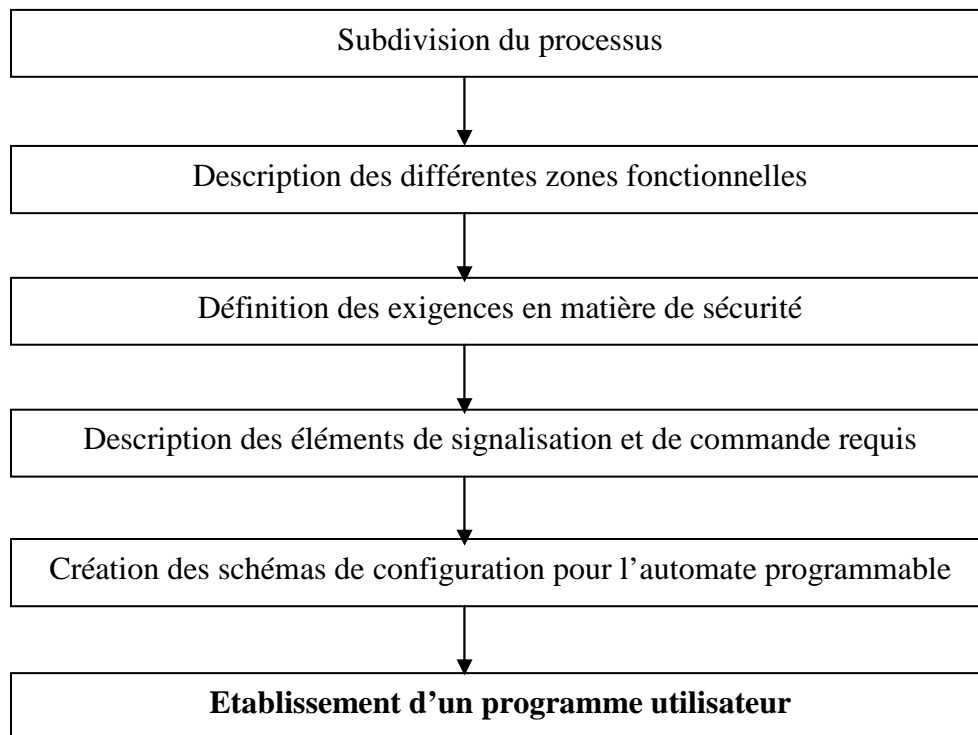 Subdivision du processus
Description des différentes zones fonctionnelles
Définition des exigences en matière de sécurité
Description des éléments de signalisation et de commande requis
Création des schémas de configuration pour l’automate programmable
Etablissement d’un programme utilisateur